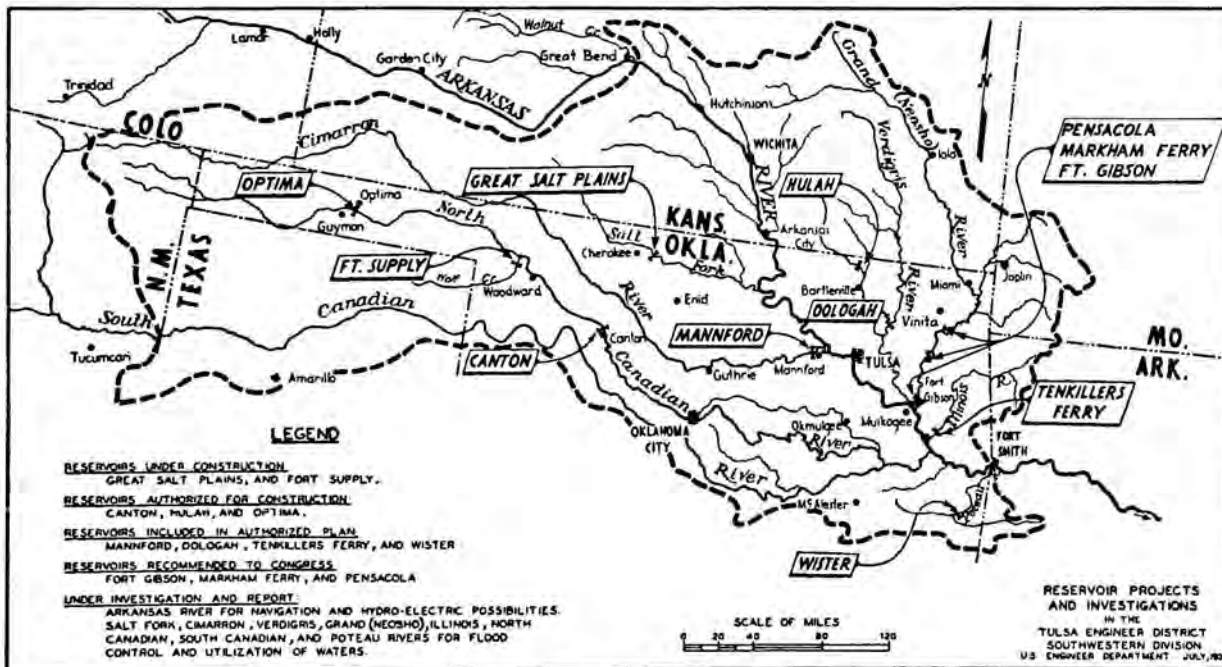 Lamar
Holly
Garden City
ARKANSAS
Walnut Cr.
Great Bend
Trinidad
COLO
Cimarron
Hutchinson
WICHITA
RIVER
Grand
(Neosho)
Iola
River
Verdigris
River
N
PENSACOLA
MARKHAM FERRY
FT. GIBSON
OPTIMA
Optima
Guymon
GREAT SALT PLAINS
HULAH
KANS.
OKLA.
North
Salt
Fork
Cherokee
Arkansas
City
N.M.
TEXAS
FT. SUPPLY
Wolf Cr.
Woodward
River
Enid
Bartlesville
DOLOGAH
Miami
Joplin
Vinita
South
Canadian
Tucumcari
Amarillo
CANTON
Canton
Canadian
MANNFORD
Mannford
Guthrie
TULSA
MO.
ARK.
Fort
Gibson
R.
TENKILLERS
FERRY
OKLAHOMA
CITY
Okmulgee
River
Muskogee
River
FORT
SMITH
McAlester
WISTER
LEGEND
RESERVOIRS UNDER CONSTRUCTION
GREAT SALT PLAINS, AND FORT SUPPLY.
RESERVOIRS AUTHORIZED FOR CONSTRUCTION:
CANTON, HULAH, AND OPTIMA.
RESERVOIRS INCLUDED IN AUTHORIZED PLAN
MANNFORD, DOLOGAH, TENKILLERS FERRY, AND WISTER
RESERVOIRS RECOMMENDED TO CONGRESS
FORT GIBSON, MARKHAM FERRY, AND PENSACOLA
UNDER INVESTIGATION AND REPORT:
ARKANSAS RIVER FOR NAVIGATION AND HYDRO-ELECTRIC POSSIBILITIES.
SALT FORK, CIMARRON, VERDIGRIS, GRAND (NEOSHO), ILLINOIS, NORTH
CANADIAN, SOUTH CANADIAN, AND POTEAU RIVERS FOR FLOOD
CONTROL AND UTILIZATION OF WATERS.
SCALE OF MILES
20 0 20 40 60 80 120
RESERVOIR PROJECTS
AND INVESTIGATIONS
IN THE
TULSA ENGINEER DISTRICT
SOUTHWESTERN DIVISION
U.S. ENGINEER DEPARTMENT JULY,